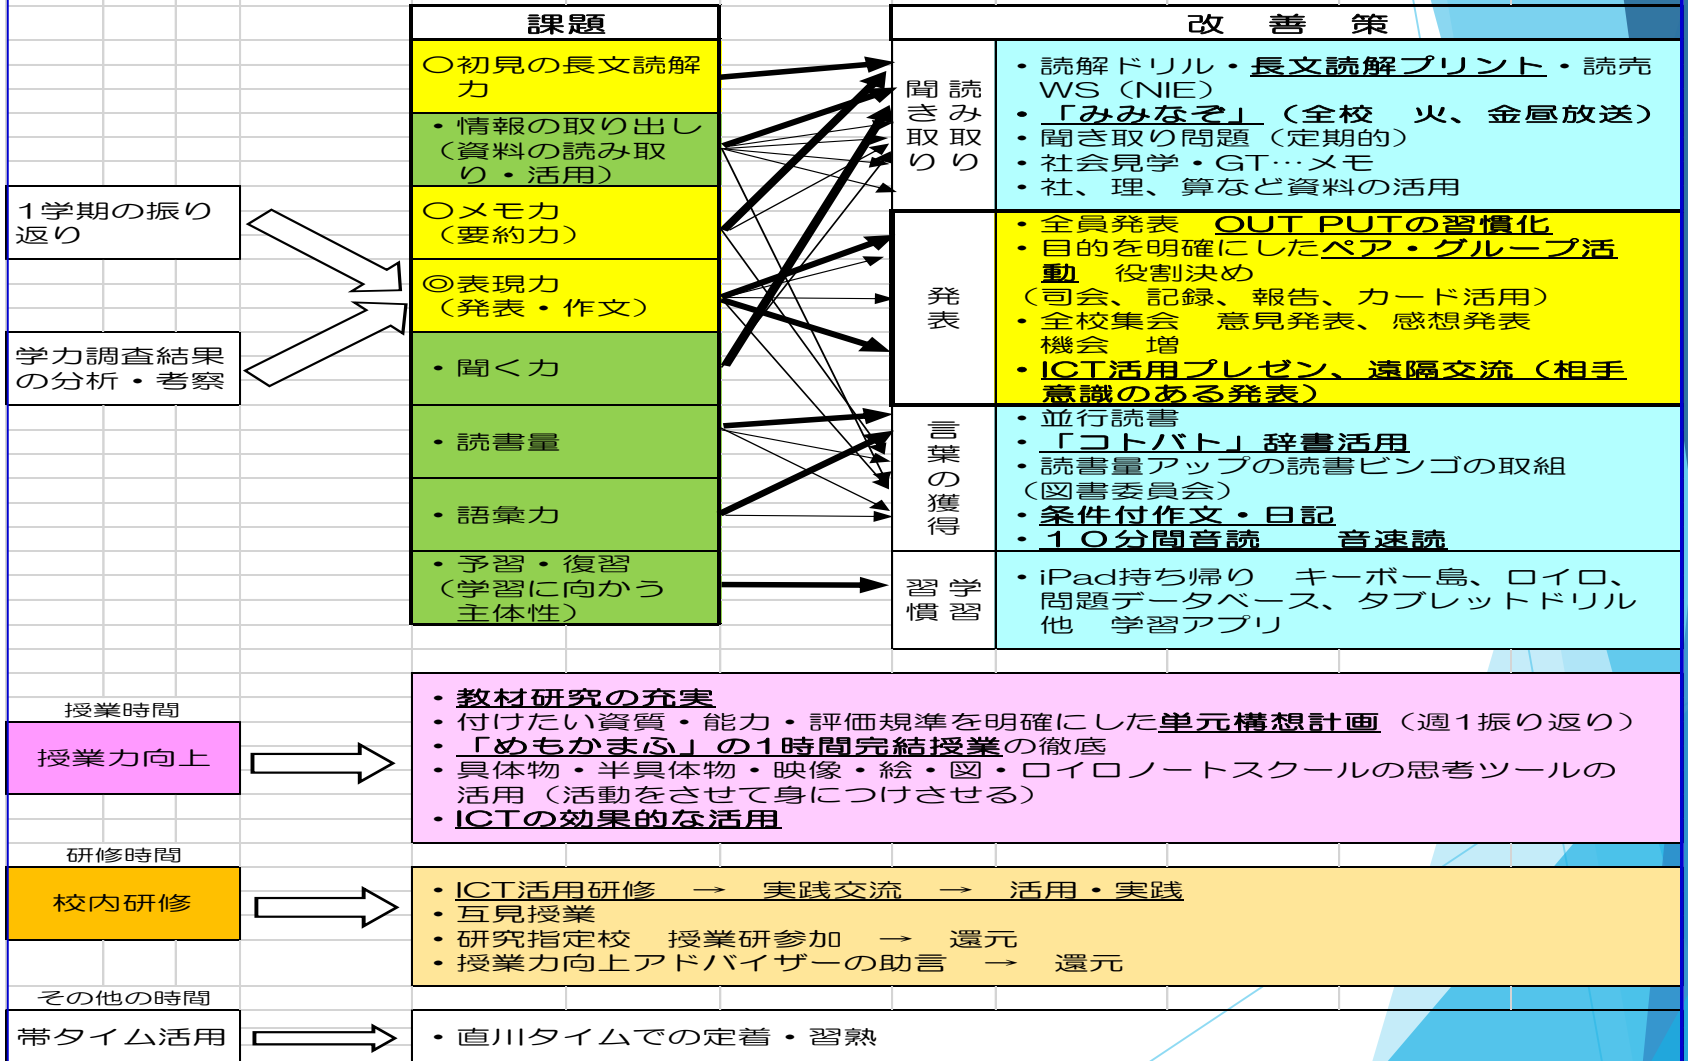 課題
改　善　策
〇初見の長文読解
力
・情報の取り出し
（資料の読み取
り・活用）
〇メモ力
（要約力）
◎表現力
（発表・作文）
・聞く力
・読書量
・語彙力
・予習・復習
（学習に向かう
主体性）
1学期の振り
返り
学力調査結果
の分析・考察
読み取り
聞き取り
・読解ドリル・長文読解プリント・読売
WS（NIE）
・「みみなぞ」（全校　火、金昼放送）
・聞き取り問題（定期的）
・社会見学・GT…メモ
・社、理、算など資料の活用
発表
・全員発表　OUT PUTの習慣化
・目的を明確にしたペア・グループ活
動　役割決め
（司会、記録、報告、カード活用）
・全校集会　意見発表、感想発表
機会　増
・ICT活用プレゼン、遠隔交流（相手
意識のある発表）
言葉の獲得
・並行読書
・「コトバト」辞書活用
・読書量アップの読書ビンゴの取組
（図書委員会）
・条件付作文・日記
・１０分間音読　　音速読
学習
習慣
・iPad持ち帰り　キーボー島、ロイロ、
問題データベース、タブレットドリル
他　学習アプリ
授業時間
授業力向上
・教材研究の充実
・付けたい資質・能力・評価規準を明確にした単元構想計画（週1振り返り）
・「めもかまふ」の1時間完結授業の徹底
・具体物・半具体物・映像・絵・図・ロイロノートスクールの思考ツールの
活用（活動をさせて身につけさせる）
・ICTの効果的な活用
研修時間
校内研修
・ICT活用研修　→　実践交流　→　活用・実践
・互見授業
・研究指定校　授業研参加　→　還元
・授業力向上アドバイザーの助言　→　還元
その他の時間
帯タイム活用
・直川タイムでの定着・習熟